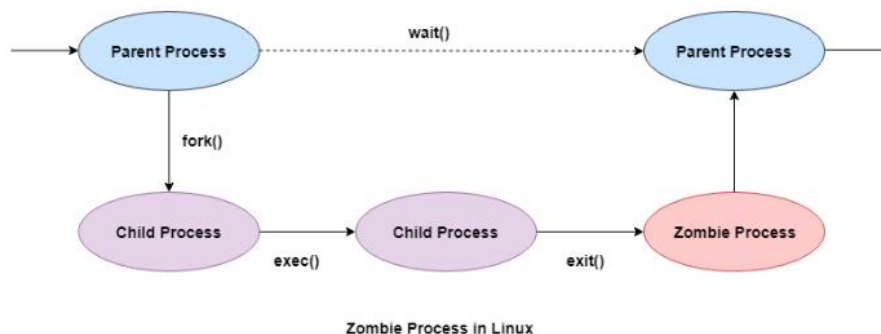 Parent Process
wait()
Parent Process
fork()
Child Process
exec()
Child Process
exit()
Zombie Process
Zombie Process in Linux